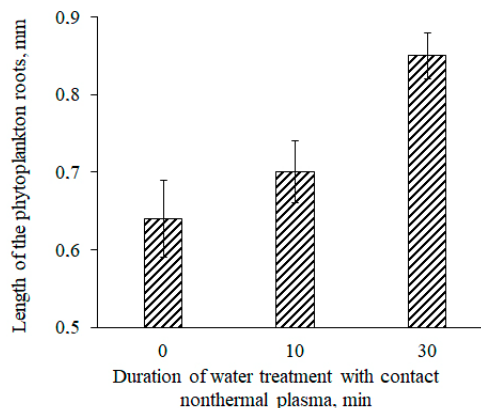 Length of the phytoplankton roots, mm
0.9
0.8
0.7
0.6
0.5
0
10
30
Duration of water treatment with contact
nonthermal plasma, min